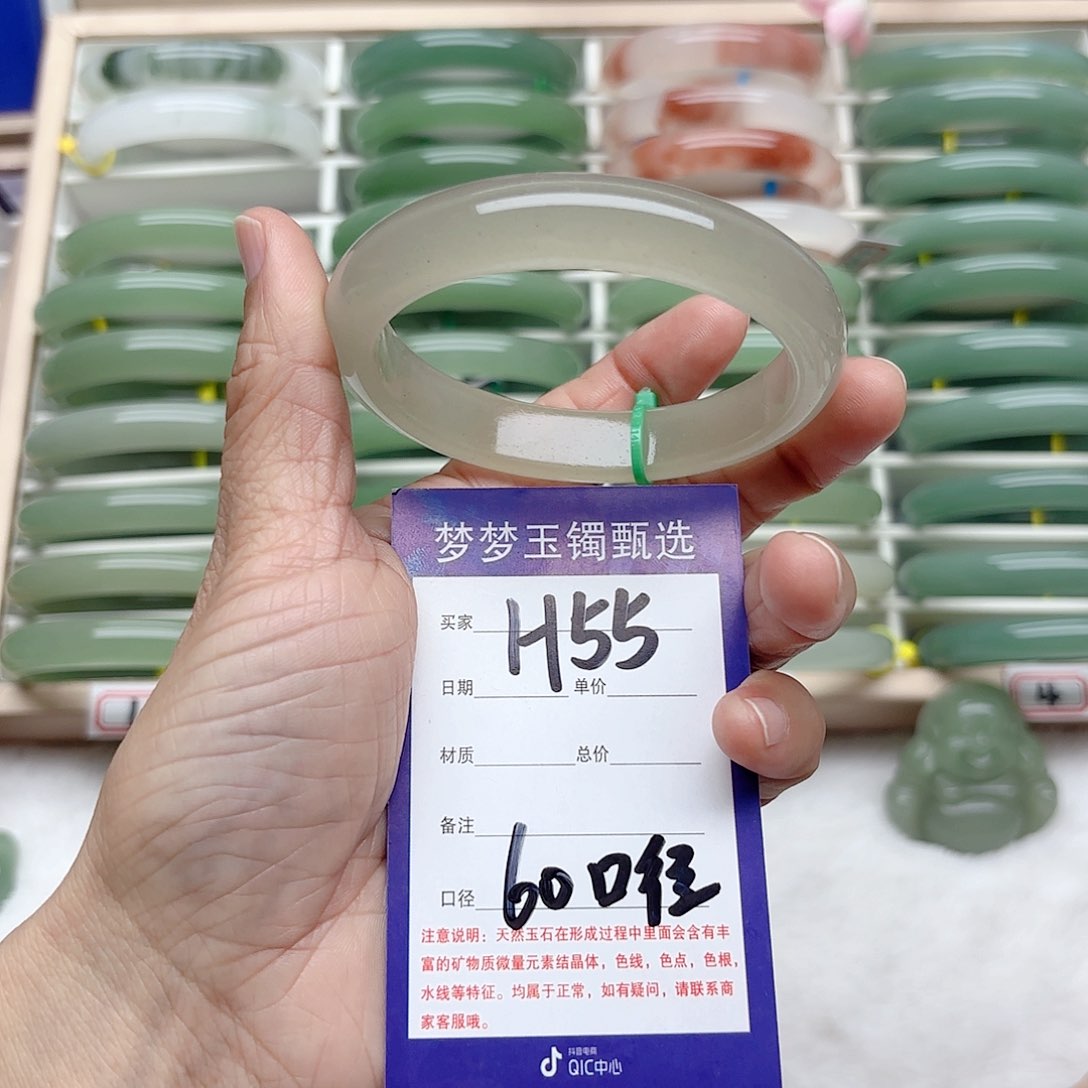 梦梦玉镯甄选
买家 H55
日期 单价
材质 总价
备注
口径 60口径
注意说明：天然玉石在形成过程中里面会含有丰
富的矿物质微量元素结晶体，色线，色点，色根，
水线等特征。均属于正常，如有疑问，请联系商
家客服哦。
抖音电商
QIC中心
1
4